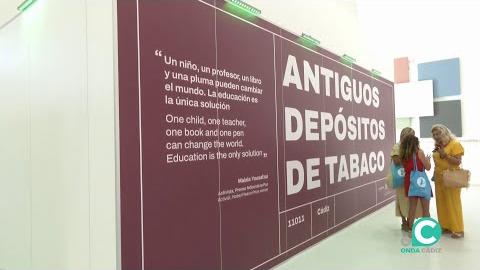 “ Un niño, un profesor, un libro
y una pluma pueden cambiar
el mundo. La educación es
la única solución
One child, one teacher,
one book and one pen
can change the world.
Education is the only solution „
Malala Yousafzai
ANTIGUOS
DEPÓSITOS
DE TABACO
11011
Cádiz
C
ONDA CÁDIZ